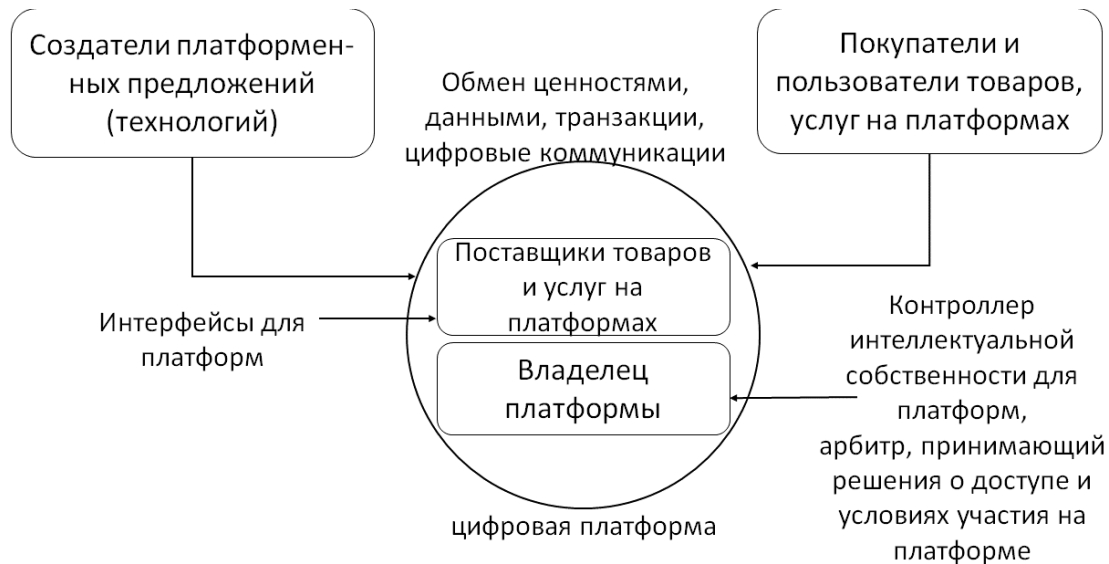 Создатели платформен-
ных предложений
(технологий)
Покупатели и
пользователи товаров,
услуг на платформах
Обмен ценностями,
данными, транзакции,
цифровые коммуникации
Поставщики товаров
и услуг на
платформах
Интерфейсы для
платформ
Владелец
платформы
Контроллер
интеллектуальной
собственности для
платформ,
арбитр, принимающий
решения о доступе и
условиях участия на
платформе
цифровая платформа